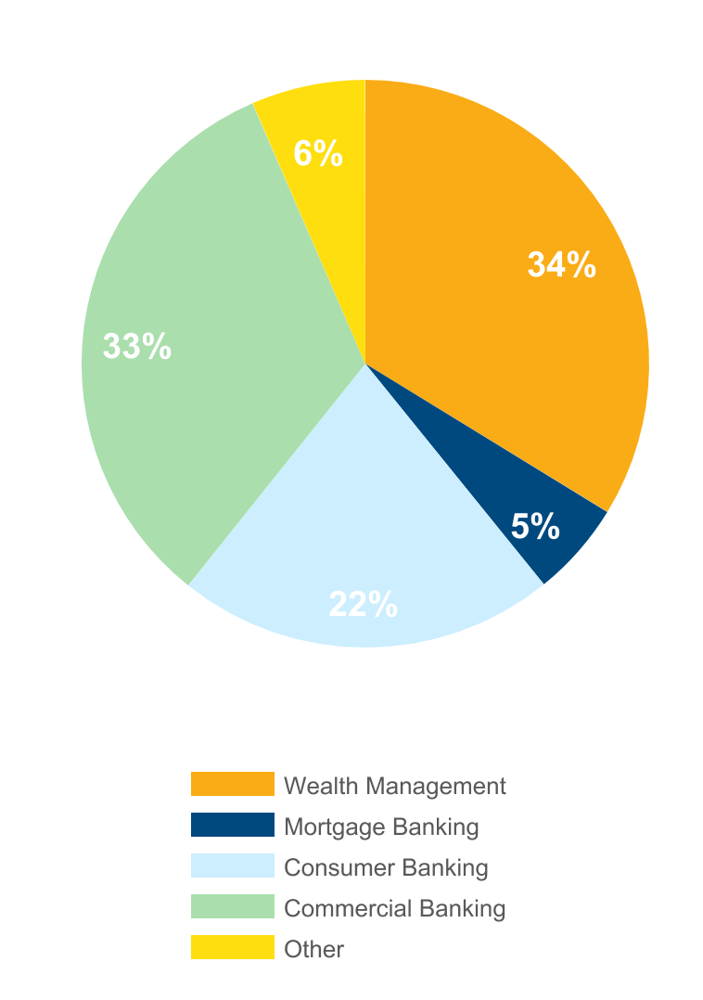 6%
34%
33%
5%
22%
Wealth Management
Mortgage Banking
Consumer Banking
Commercial Banking
Other